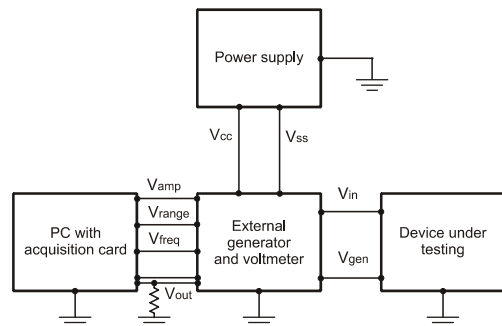 Power supply
Vcc
Vss
PC with
acquisition card
Vamp
Vrange
Vfreq
Vout
External
generator
and voltmeter
Vin
Vgen
Device under
testing